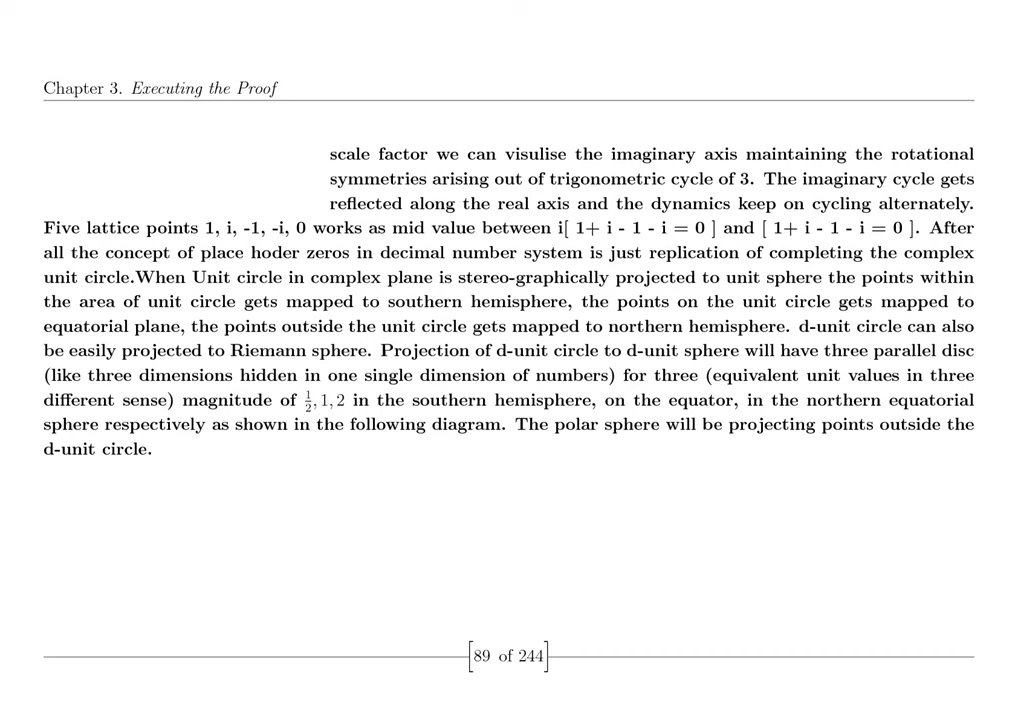 Chapter 3. Executing the Proof
scale factor we can visulise the imaginary axis maintaining the rotational
symmetries arising out of trigonometric cycle of 3. The imaginary cycle gets
reflected along the real axis and the dynamics keep on cycling alternately.
Five lattice points 1, i, -1, -i, 0 works as mid value between i[ 1+ i - 1 - i = 0 ] and [ 1+ i - 1 - i = 0 ]. After
all the concept of place hoder zeros in decimal number system is just replication of completing the complex
unit circle.When Unit circle in complex plane is stereo-graphically projected to unit sphere the points within
the area of unit circle gets mapped to southern hemisphere, the points on the unit circle gets mapped to
equatorial plane, the points outside the unit circle gets mapped to northern hemisphere. d-unit circle can also
be easily projected to Riemann sphere. Projection of d-unit circle to d-unit sphere will have three parallel disc
(like three dimensions hidden in one single dimension of numbers) for three (equivalent unit values in three
different sense) magnitude of 1/2, 1, 2 in the southern hemisphere, on the equator, in the northern equatorial
sphere respectively as shown in the following diagram. The polar sphere will be projecting points outside the
d-unit circle.
[89 of 244]